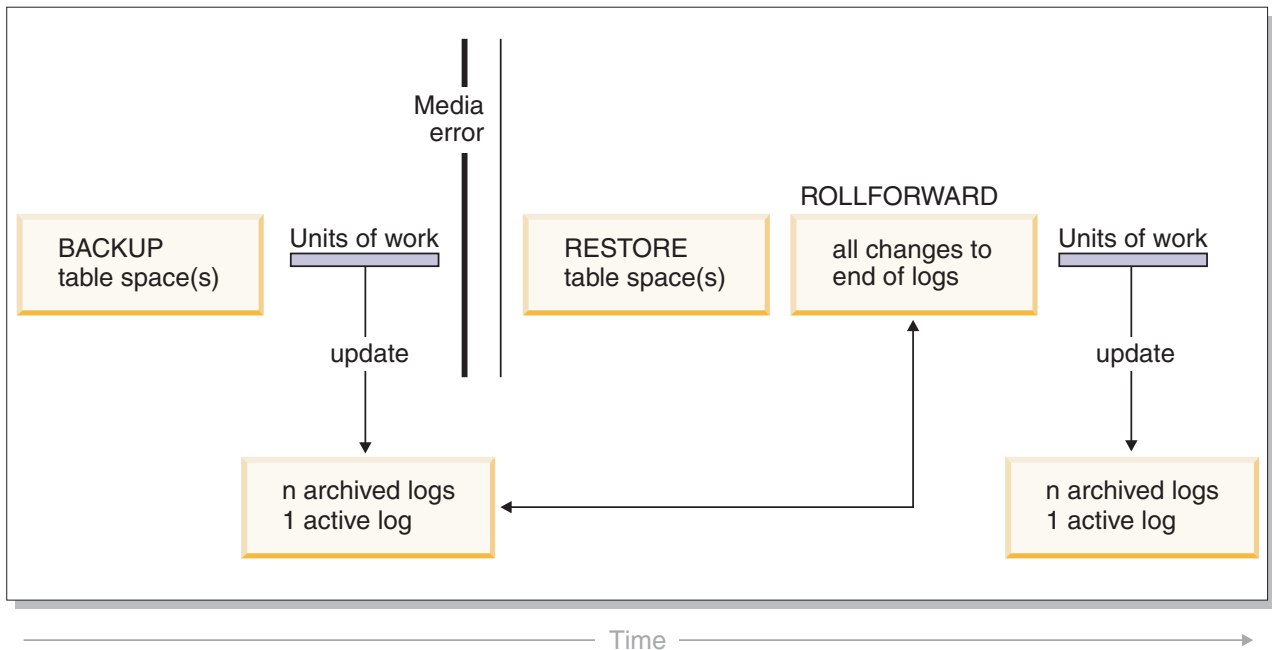 Media
error
BACKUP
table space(s)
Units of work
update
n archived logs
1 active log
RESTORE
table space(s)
ROLLFORWARD
all changes to
end of logs
Units of work
update
n archived logs
1 active log
Time